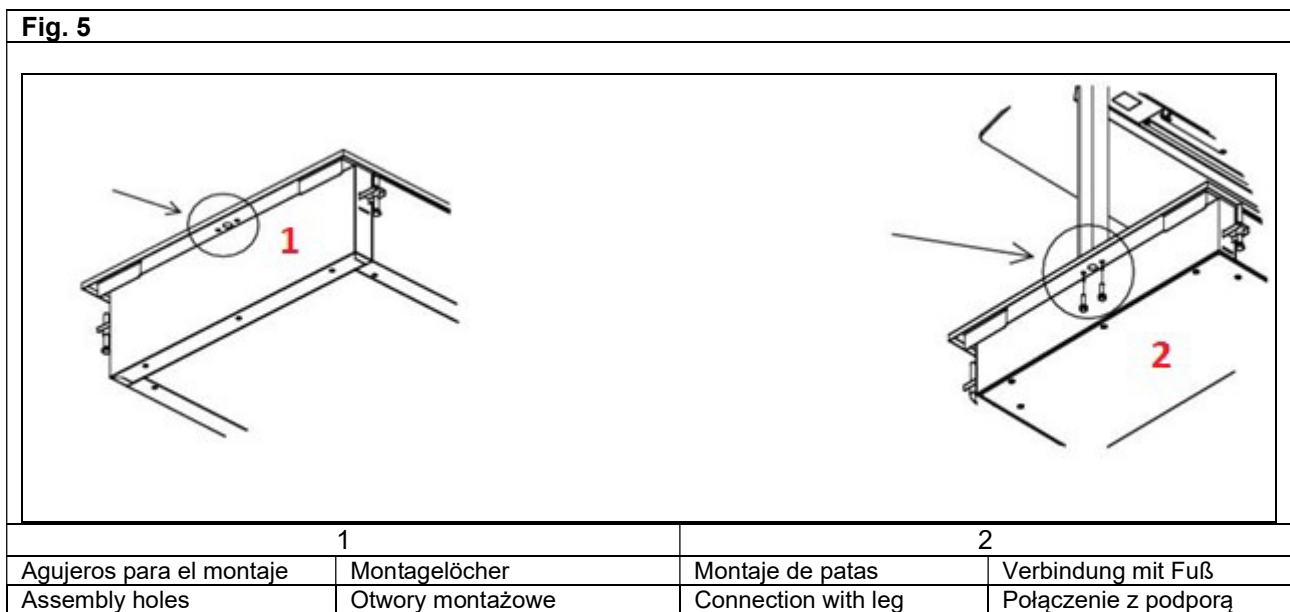 Fig. 5
1
2
1 2
Agujeros para el montaje Montagelöcher Montaje de patas Verbindung mit Fuß
Assembly holes Otwory montażowe Connection with leg Połączenie z podporą